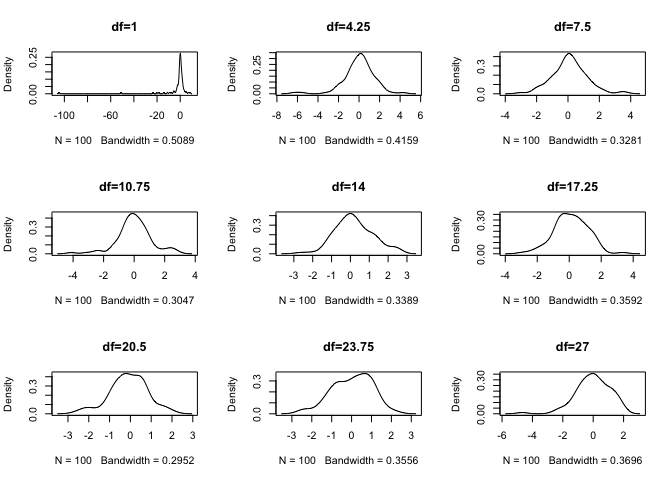 df=1
Density
0.00
0.25
-100
-60
-20
0
N = 100 Bandwidth = 0.5089
df=4.25
Density
0.00
0.25
-8
-6
-4
-2
0
2
4
6
N = 100 Bandwidth = 0.4159
df=7.5
Density
0.0
0.3
-4
-2
0
2
4
N = 100 Bandwidth = 0.3281
df=10.75
Density
0.0
0.3
-4
-2
0
2
4
N = 100 Bandwidth = 0.3047
df=14
Density
0.0
0.3
-3
-2
-1
0
1
2
3
N = 100 Bandwidth = 0.3389
df=17.25
Density
0.00
0.30
-4
-2
0
2
4
N = 100 Bandwidth = 0.3592
df=20.5
Density
0.0
0.3
-3
-2
-1
0
1
2
3
N = 100 Bandwidth = 0.2952
df=23.75
Density
0.0
0.3
-3
-2
-1
0
1
2
3
N = 100 Bandwidth = 0.3556
df=27
Density
0.00
0.30
-6
-4
-2
0
2
N = 100 Bandwidth = 0.3696